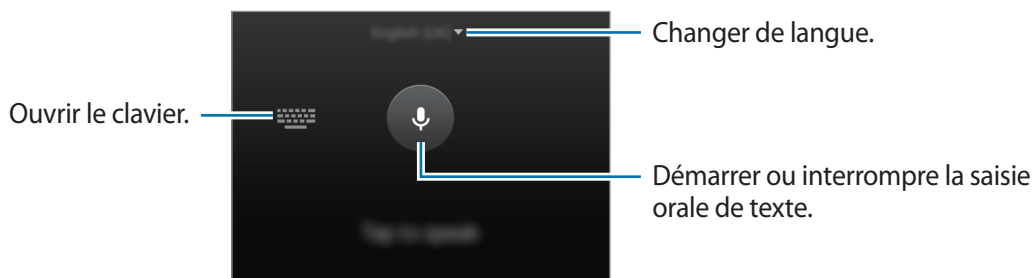 Changer de langue.
Ouvrir le clavier.
Démarrer ou interrompre la saisie
orale de texte.